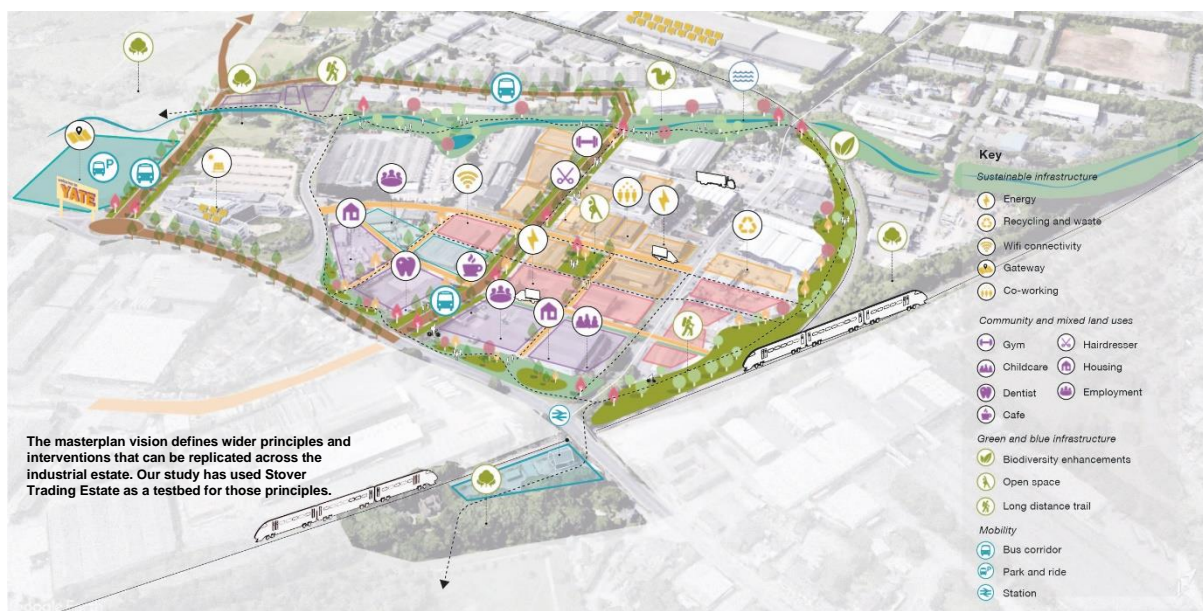 YATE
P
The masterplan vision defines wider principles and
interventions that can be replicated across the
industrial estate. Our study has used Stover
Trading Estate as a testbed for those principles.
Key
Sustainable infrastructure
Energy
Recycling and waste
Wifi connectivity
Gateway
Co-working
Community and mixed land uses
Gym
Hairdresser
Childcare
Housing
Dentist
Employment
Cafe
Green and blue infrastructure
Biodiversity enhancements
Open space
Long distance trail
Mobility
Bus corridor
Park and ride
Station